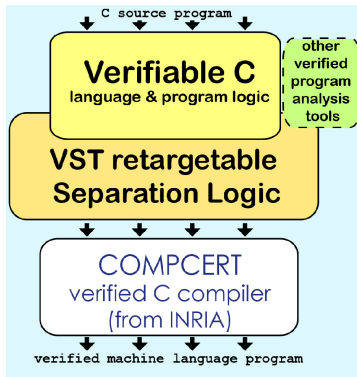 C source program
Verifiable C
language & program logic
other
verified
program
analysis
tools
VST retargetable
Separation Logic
COMPCERT
verified C compiler
(from INRIA)
verified machine language program